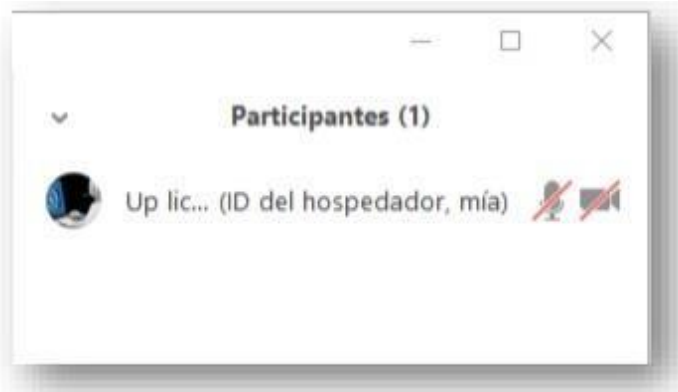 Participantes (1)
Up lic... (ID del hospedador, mía)